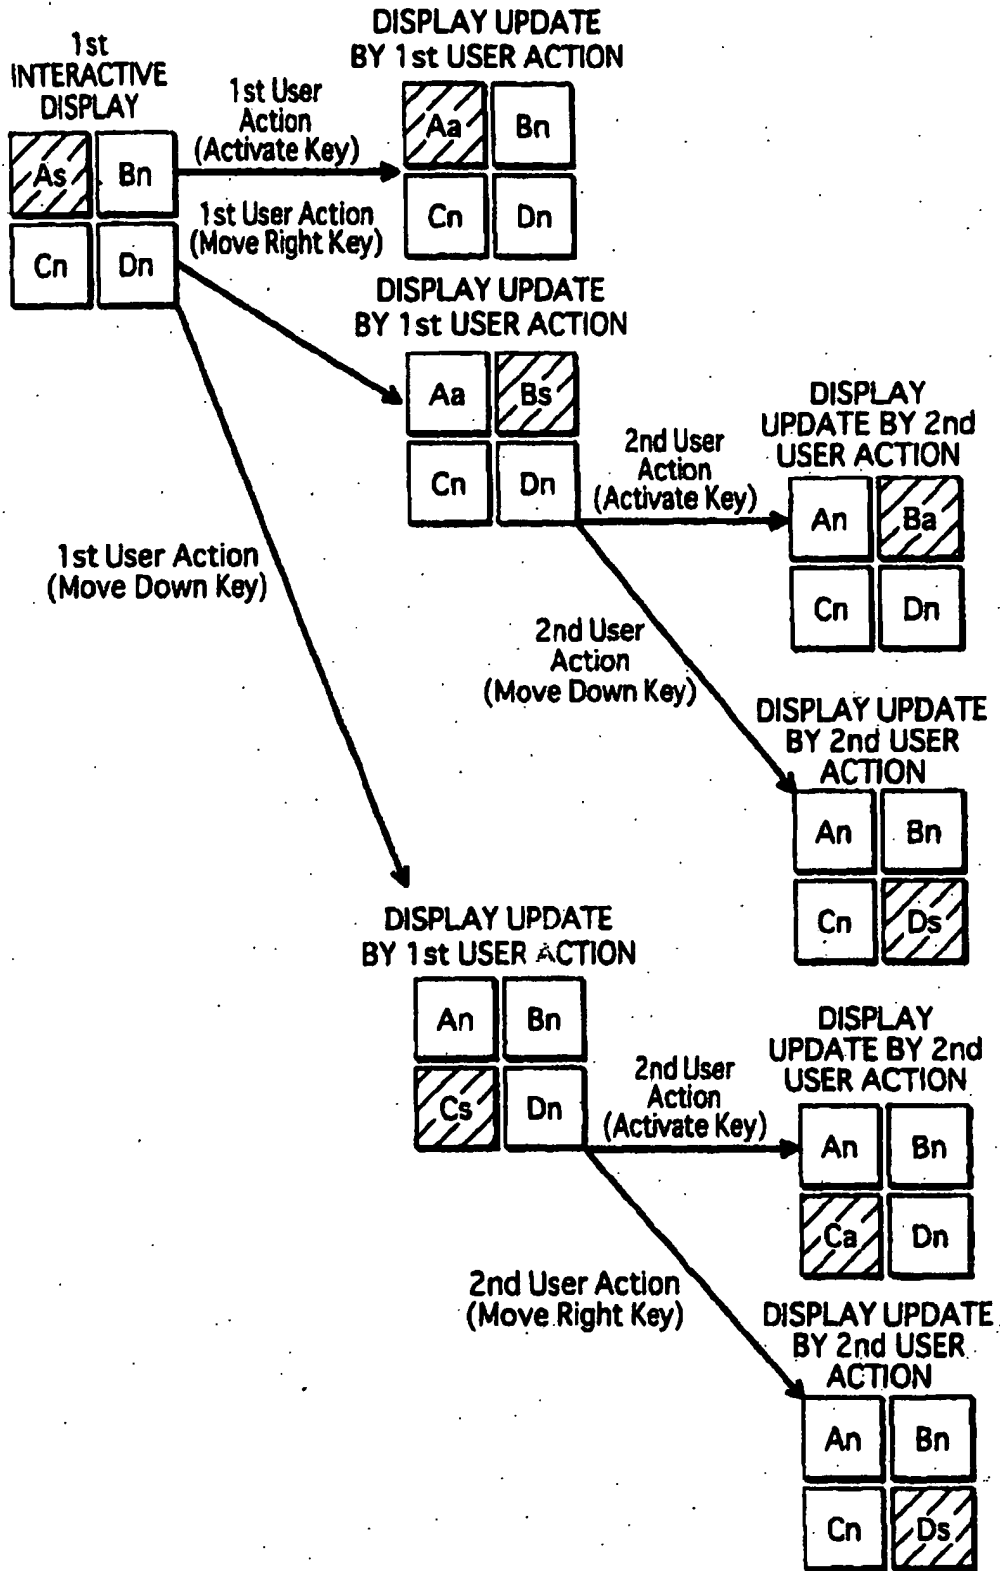 1st
INTERACTIVE
DISPLAY
As Bn
Cn Dn
1st User
Action
(Activate Key)
DISPLAY UPDATE
BY 1st USER ACTION
Aa Bn
Cn Dn
1st User Action
(Move Right Key)
DISPLAY UPDATE
BY 1st USER ACTION
Aa Bs
Cn Dn
2nd User
Action
(Activate Key)
DISPLAY
UPDATE BY 2nd
USER ACTION
An Ba
Cn Dn
1st User Action
(Move Down Key)
2nd User
Action
(Move Down Key)
DISPLAY UPDATE
BY 2nd USER
ACTION
An Bn
Cn Ds
DISPLAY UPDATE
BY 1st USER ACTION
An Bn
Cs Dn
2nd User
Action
(Activate Key)
DISPLAY
UPDATE BY 2nd
USER ACTION
An Bn
Ca Dn
2nd User Action
(Move Right Key)
DISPLAY UPDATE
BY 2nd USER
ACTION
An Bn
Cn Ds